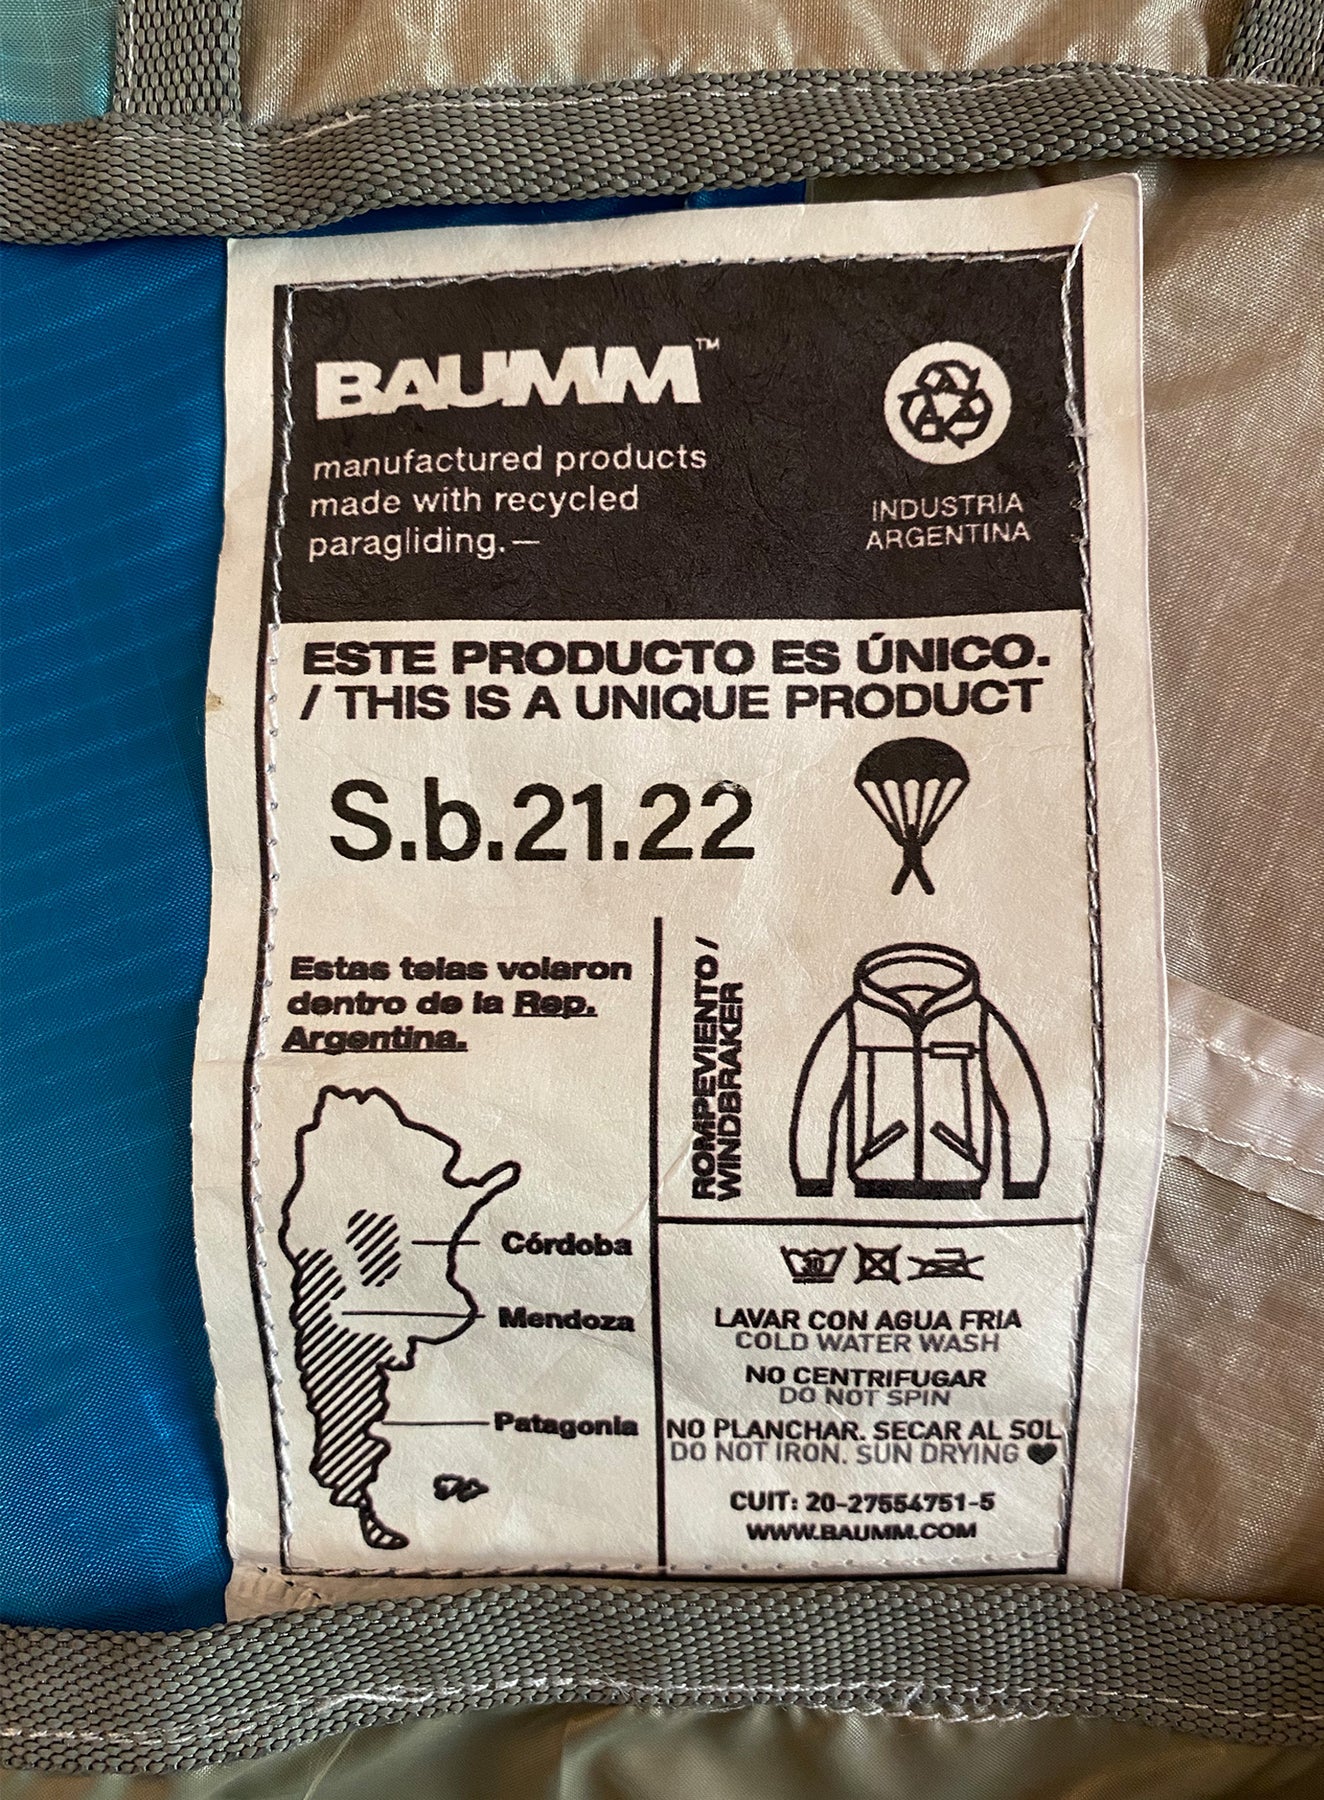 BAUMM™
manufactured products
made with recycled
paragliding.—
INDUSTRIA
ARGENTINA
ESTE PRODUCTO ES ÚNICO.
/ THIS IS A UNIQUE PRODUCT
S.b.21.22
Estas telas volaron
dentro de la Rep.
Argentina.
Córdoba
Mendoza
Patagonia
ROMPEVIENTO /
WINDBRAKER
30
LAVAR CON AGUA FRIA
COLD WATER WASH
NO CENTRIFUGAR
DO NOT SPIN
NO PLANCHAR. SECAR AL SOL
DO NOT IRON. SUN DRYING ♥
CUIT: 20-27554751-5
WWW.BAUMM.COM